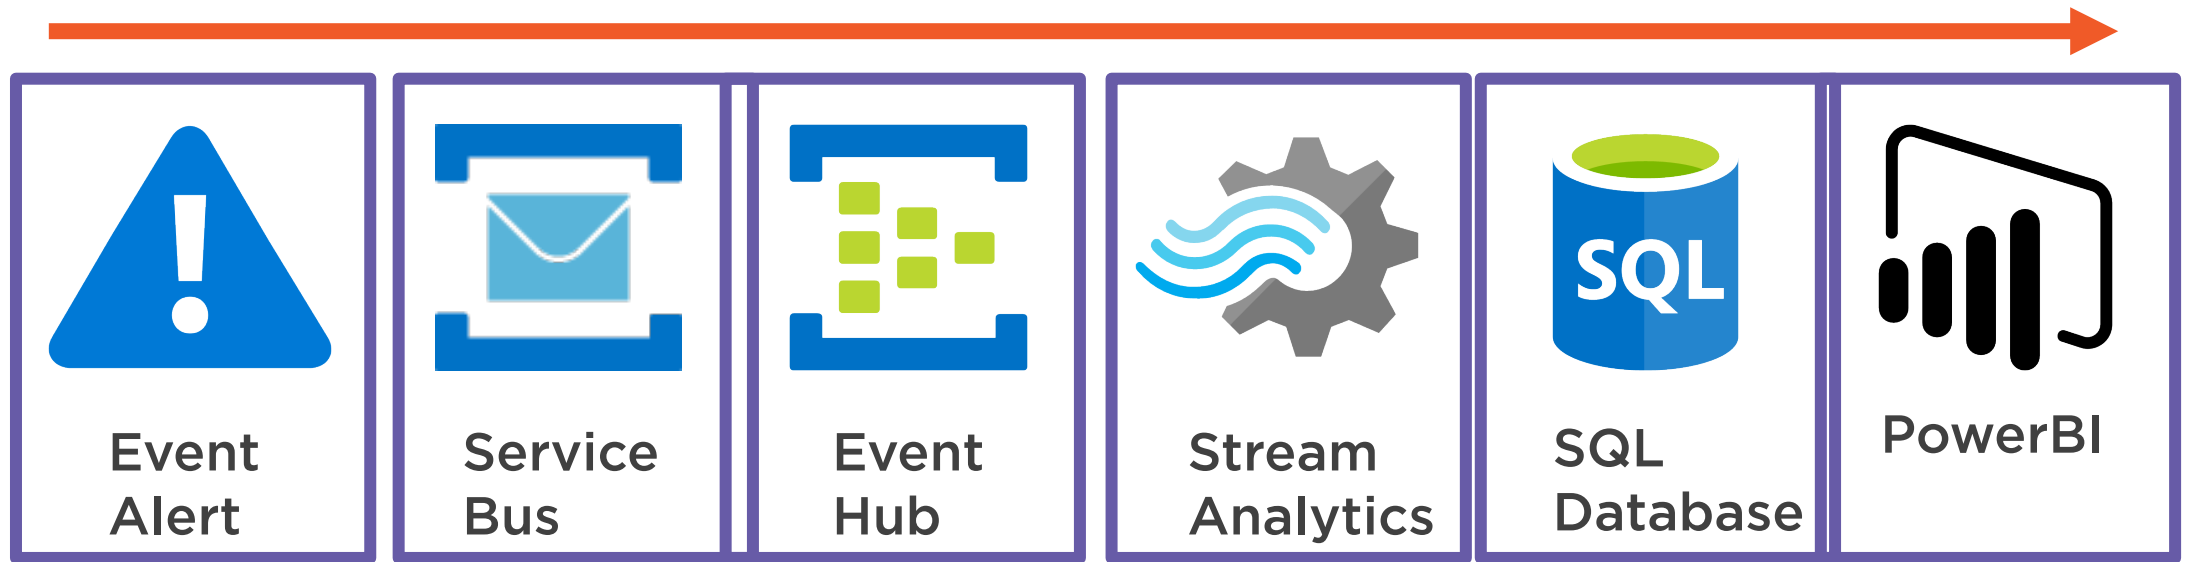 Event
Alert
Service
Bus
Event
Hub
Stream
Analytics
SQL
SQL
Database
PowerBI